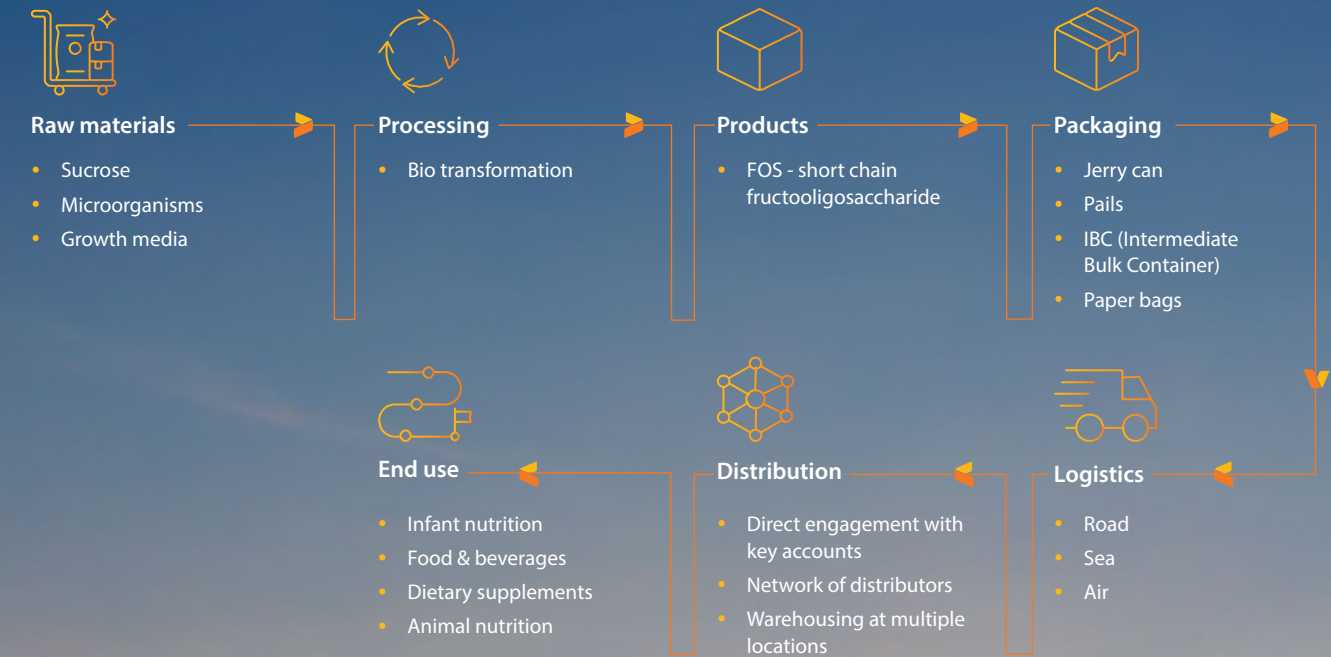 Raw materials
• Sucrose
• Microorganisms
• Growth media
Processing
• Bio transformation
Products
• FOS - short chain
fructooligosaccharide
Packaging
• Jerry can
• Pails
• IBC (Intermediate
Bulk Container)
• Paper bags
Logistics
• Road
• Sea
• Air
Distribution
• Direct engagement with
key accounts
• Network of distributors
• Warehousing at multiple
locations
End use
• Infant nutrition
• Food & beverages
• Dietary supplements
• Animal nutrition